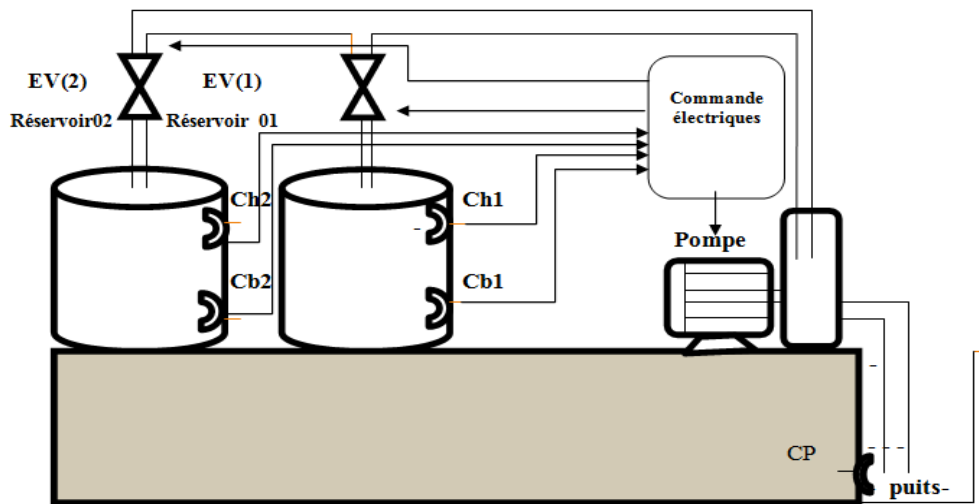 EV(2)
EV(1)
Commande
électriques
Réservoir02
Réservoir 01
Ch2
Ch1
Pompe
Cb2
Cb1
CP
puits-